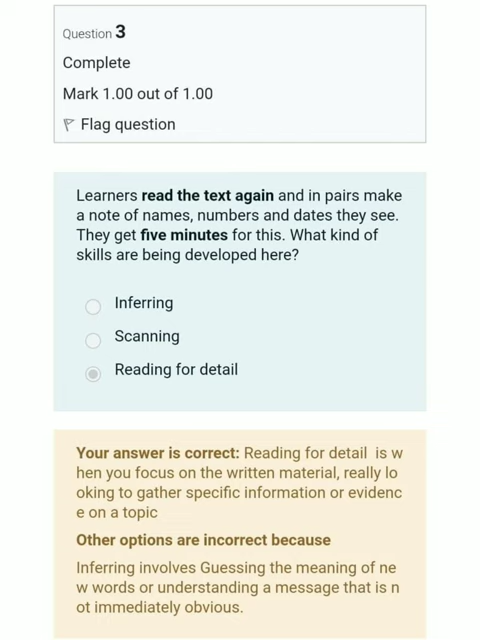 Question 3
Complete
Mark 1.00 out of 1.00
Flag question
Learners read the text again and in pairs make
a note of names, numbers and dates they see.
They get five minutes for this. What kind of
skills are being developed here?
Inferring
Scanning
Reading for detail
Your answer is correct: Reading for detail is w
hen you focus on the written material, really lo
oking to gather specific information or evidenc
e on a topic
Other options are incorrect because
Inferring involves Guessing the meaning of ne
w words or understanding a message that is n
ot immediately obvious.